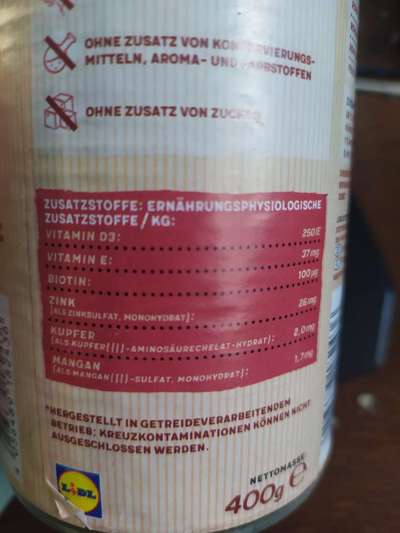 OHNE ZUSATZ VON KONSERVIERUNGS-
MITTELN, AROMA- UND FARBSTOFFEN
OHNE ZUSATZ VON ZUCKER
ZUSATZSTOFFE: ERNÄHRUNGSPHYSIOLOGISCHE
ZUSATZSTOFFE/KG:
VITAMIN D3: 250 IE
VITAMIN E: 37 mg
BIOTIN: 100 µg
ZINK
(ALS ZINKSULFAT, MONOHYDRAT): 26 mg
KUPFER
(ALS KUPFER(II)-AMINOSÄURECHELAT-HYDRAT): 2,0 mg
MANGAN
(ALS MANGAN(II)-SULFAT, MONOHYDRAT): 1,7 mg
*HERGESTELLT IN GETREIDEVERARBEITENDEM
BETRIEB; KREUZKONTAMINATIONEN KÖNNEN NICHT
AUSGESCHLOSSEN WERDEN.
LIDL
NETTOMASSE:
400g e